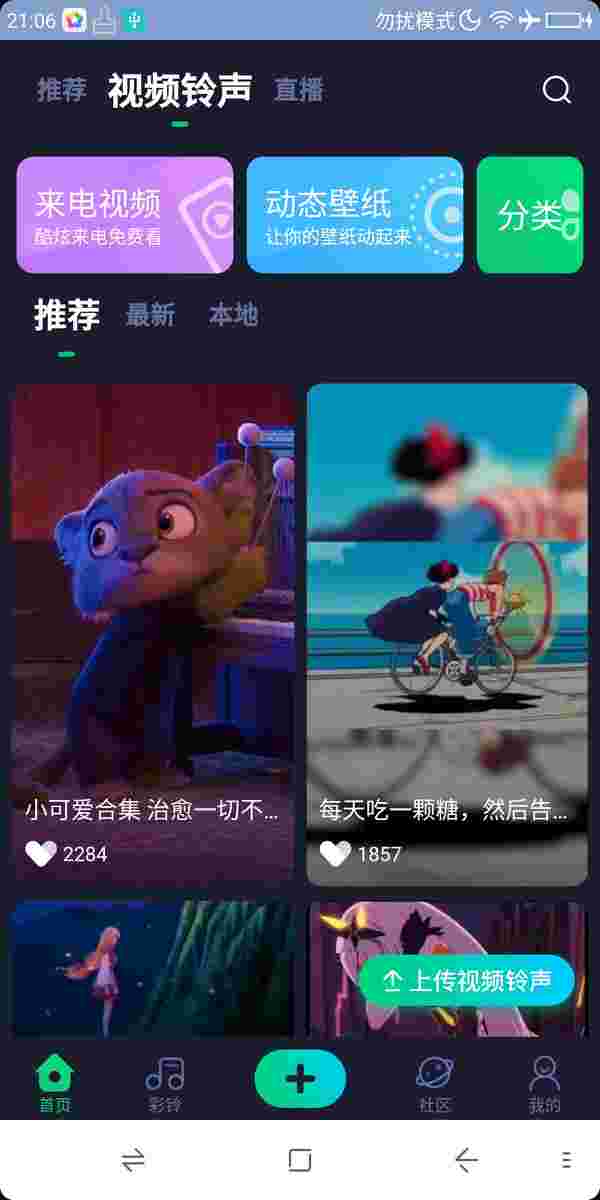 21:06 勿扰模式
推荐 视频铃声 直播
来电视频
酷炫来电免费看
动态壁纸
让你的壁纸动起来
分类
推荐 最新 本地
小可爱合集 治愈一切不...
2284
每天吃一颗糖，然后告...
1857
上传视频铃声
首页 彩铃 社区 我的